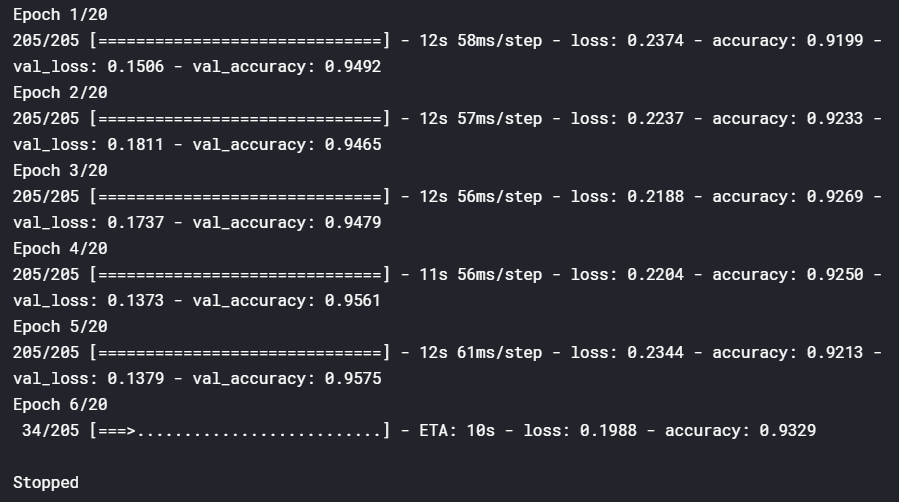 Epoch 1/20
205/205 [==============================] - 12s 58ms/step - loss: 0.2374 - accuracy: 0.9199 -
val_loss: 0.1506 - val_accuracy: 0.9492
Epoch 2/20
205/205 [==============================] - 12s 57ms/step - loss: 0.2237 - accuracy: 0.9233 -
val_loss: 0.1811 - val_accuracy: 0.9465
Epoch 3/20
205/205 [==============================] - 12s 56ms/step - loss: 0.2188 - accuracy: 0.9269 -
val_loss: 0.1737 - val_accuracy: 0.9479
Epoch 4/20
205/205 [==============================] - 11s 56ms/step - loss: 0.2204 - accuracy: 0.9250 -
val_loss: 0.1373 - val_accuracy: 0.9561
Epoch 5/20
205/205 [==============================] - 12s 61ms/step - loss: 0.2344 - accuracy: 0.9213 -
val_loss: 0.1379 - val_accuracy: 0.9575
Epoch 6/20
 34/205 [===>..........................] - ETA: 10s - loss: 0.1988 - accuracy: 0.9329
Stopped